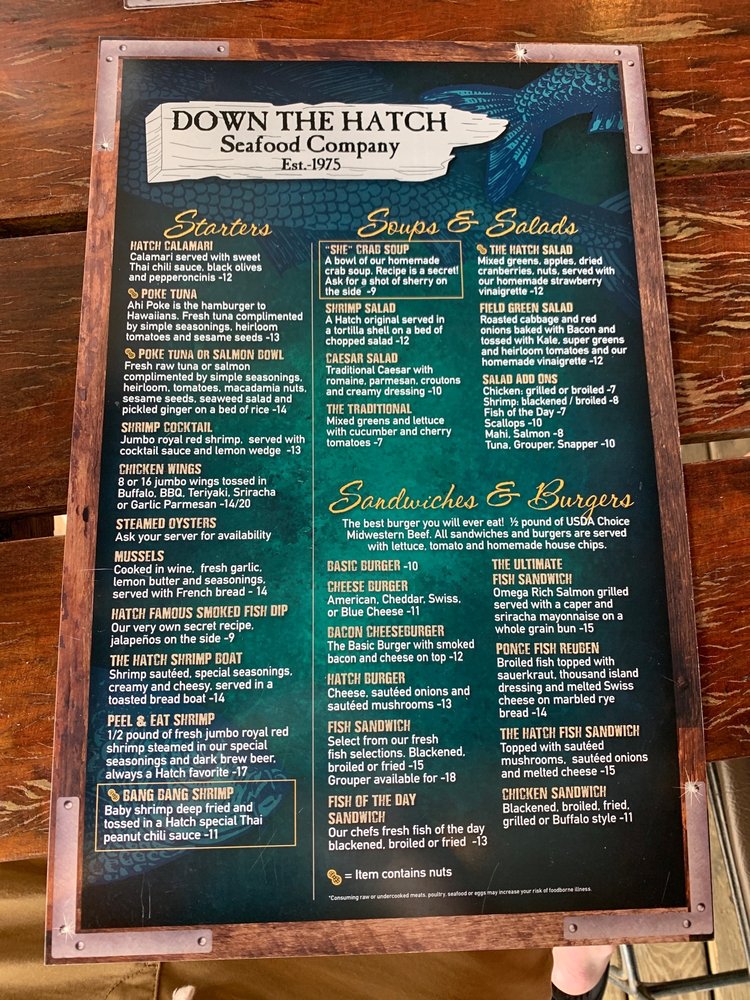 DOWN THE HATCH
Seafood Company
Est.-1975
Starters
HATCH CALAMARI
Calamari served with sweet
Thai chili sauce, black olives
and pepperoncinis -12
POKE TUNA
Ahi Poke is the hamburger to
Hawaiians. Fresh tuna complimented
by simple seasonings, heirloom
tomatoes and sesame seeds -13
POKE TUNA OR SALMON BOWL
Fresh raw tuna or salmon
complimented by simple seasonings,
heirloom, tomatoes, macadamia nuts,
sesame seeds, seaweed salad and
pickled ginger on a bed of rice -14
SHRIMP COCKTAIL
Jumbo royal red shrimp, served with
cocktail sauce and lemon wedge -13
CHICKEN WINGS
8 or 16 jumbo wings tossed in
Buffalo, BBQ, Teriyaki, Sriracha
or Garlic Parmesan -14/20
STEAMED OYSTERS
Ask your server for availability
MUSSELS
Cooked in wine, fresh garlic,
lemon butter and seasonings,
served with French bread - 14
HATCH FAMOUS SMOKED FISH DIP
Our very own secret recipe,
jalapeños on the side -9
THE HATCH SHRIMP BOAT
Shrimp sautéed, special seasonings,
creamy and cheesy, served in a
toasted bread boat -14
PEEL & EAT SHRIMP
1/2 pound of fresh jumbo royal red
shrimp steamed in our special
seasonings and dark brew beer,
always a Hatch favorite -17
BANG BANG SHRIMP
Baby shrimp deep fried and
tossed in a Hatch special Thai
peanut chili sauce -11
Soups & Salads
"SHE" CRAB SOUP
A bowl of our homemade
crab soup. Recipe is a secret!
Ask for a shot of sherry on
the side -9
SHRIMP SALAD
A Hatch original served in
a tortilla shell on a bed of
chopped salad -12
CAESAR SALAD
Traditional Caesar with
romaine, parmesan, croutons
and creamy dressing -10
THE TRADITIONAL
Mixed greens and lettuce
with cucumber and cherry
tomatoes -7
THE HATCH SALAD
Mixed greens, apples, dried
cranberries, nuts, served with
our homemade strawberry
vinaigrette -12
FIELD GREEN SALAD
Roasted cabbage and red
onions baked with Bacon and
tossed with Kale, super greens
and heirloom tomatoes and our
homemade vinaigrette -12
SALAD ADD ONS
Chicken: grilled or broiled -7
Shrimp: blackened / broiled -8
Fish of the Day -7
Scallops -10
Mahi, Salmon -8
Tuna, Grouper, Snapper -10
Sandwiches & Burgers
The best burger you will ever eat! ½ pound of USDA Choice
Midwestern Beef. All sandwiches and burgers are served
with lettuce, tomato and homemade house chips.
BASIC BURGER -10
CHEESE BURGER
American, Cheddar, Swiss,
or Blue Cheese -11
BACON CHEESEBURGER
The Basic Burger with smoked
bacon and cheese on top -12
HATCH BURGER
Cheese, sautéed onions and
sautéed mushrooms -13
FISH SANDWICH
Select from our fresh
fish selections. Blackened,
broiled or fried -15
Grouper available for -18
FISH OF THE DAY
SANDWICH
Our chefs fresh fish of the day
blackened, broiled or fried -13
THE ULTIMATE
FISH SANDWICH
Omega Rich Salmon grilled
served with a caper and
sriracha mayonnaise on a
whole grain bun -15
PONCE FISH REUBEN
Broiled fish topped with
sauerkraut, thousand island
dressing and melted Swiss
cheese on marbled rye
bread -14
THE HATCH FISH SANDWICH
Topped with sautéed
mushrooms, sautéed onions
and melted cheese -15
CHICKEN SANDWICH
Blackened, broiled, fried,
grilled or Buffalo style -11
= Item contains nuts
*Consuming raw or undercooked meats, poultry, seafood or eggs may increase your risk of foodborne illness.